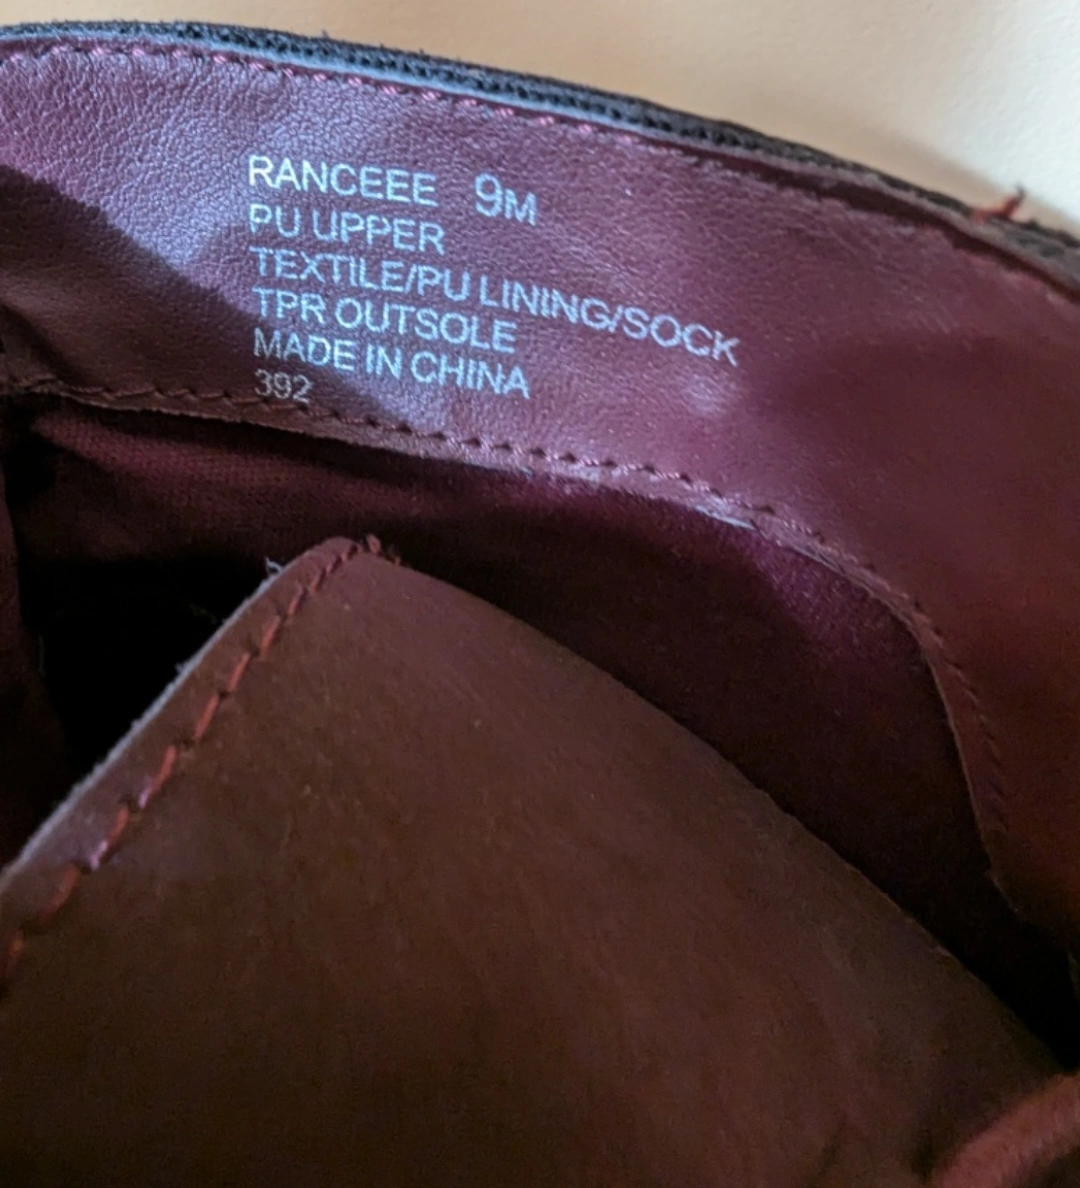 RANCEEE 9M
PU UPPER
TEXTILE/PU LINING/SOCK
TPR OUTSOLE
MADE IN CHINA
392